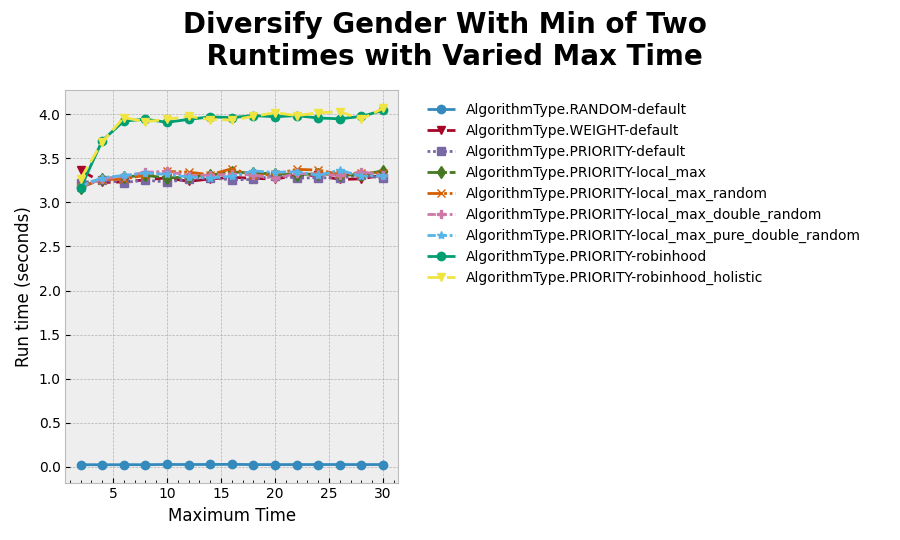 Diversify Gender With Min of Two
Runtimes with Varied Max Time
Run time (seconds)
4.0
3.5
3.0
2.5
2.0
1.5
1.0
0.5
0.0
5 10 15 20 25 30
Maximum Time
AlgorithmType.RANDOM-default
AlgorithmType.WEIGHT-default
AlgorithmType.PRIORITY-default
AlgorithmType.PRIORITY-local_max
AlgorithmType.PRIORITY-local_max_random
AlgorithmType.PRIORITY-local_max_double_random
AlgorithmType.PRIORITY-local_max_pure_double_random
AlgorithmType.PRIORITY-robinhood
AlgorithmType.PRIORITY-robinhood_holistic